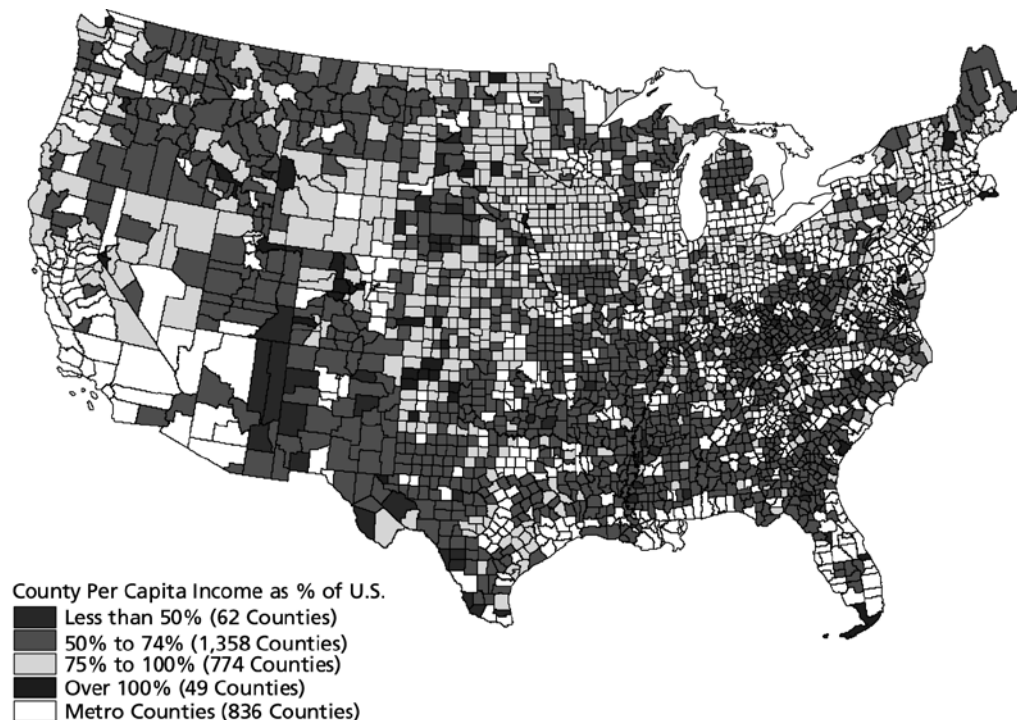 County Per Capita Income as % of U.S.
Less than 50% (62 Counties)
50% to 74% (1,358 Counties)
75% to 100% (774 Counties)
Over 100% (49 Counties)
Metro Counties (836 Counties)